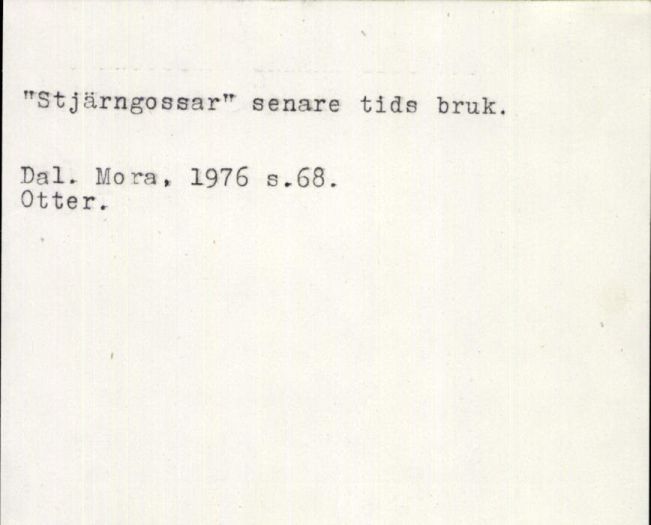 "Stjärngossar" senare tids bruk.
Dal. Mora, 1976 s.68.
Otter.